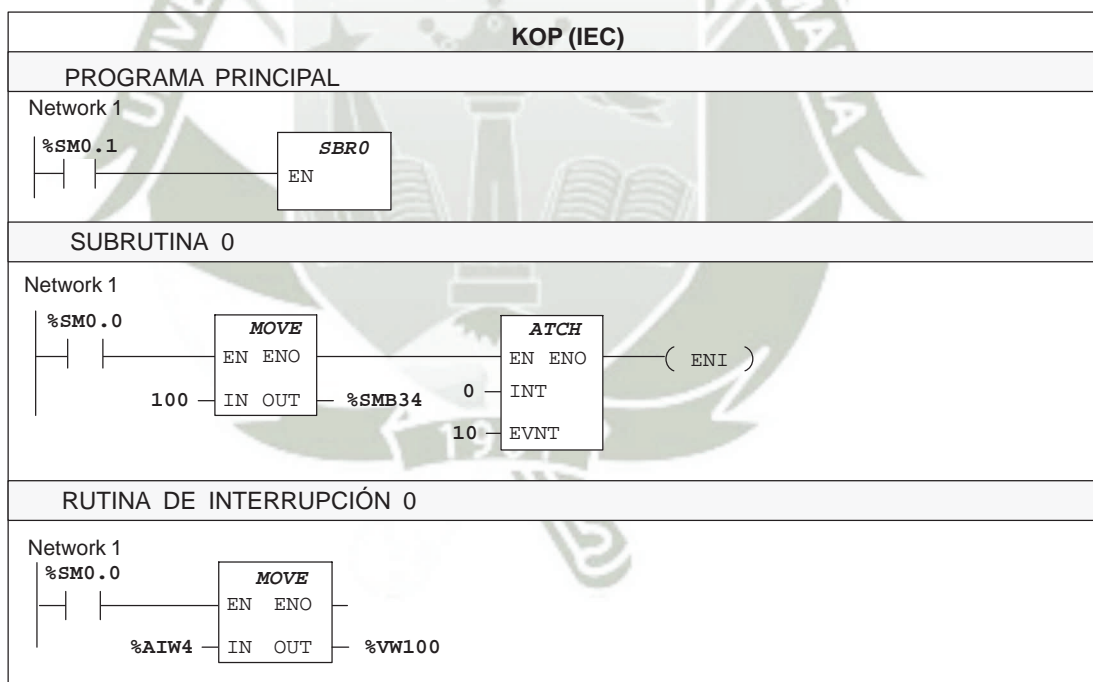 KOP (IEC)
PROGRAMA PRINCIPAL
Network 1
%SM0.1
SBR0
EN
SUBRUTINA 0
Network 1
%SM0.0
MOVE
ATCH
EN ENO
EN ENO
ENI
100
IN OUT
%SMB34
0
INT
10
EVNT
RUTINA DE INTERRUPCIÓN 0
Network 1
%SM0.0
MOVE
EN ENO
%AIW4
IN OUT
%VW100